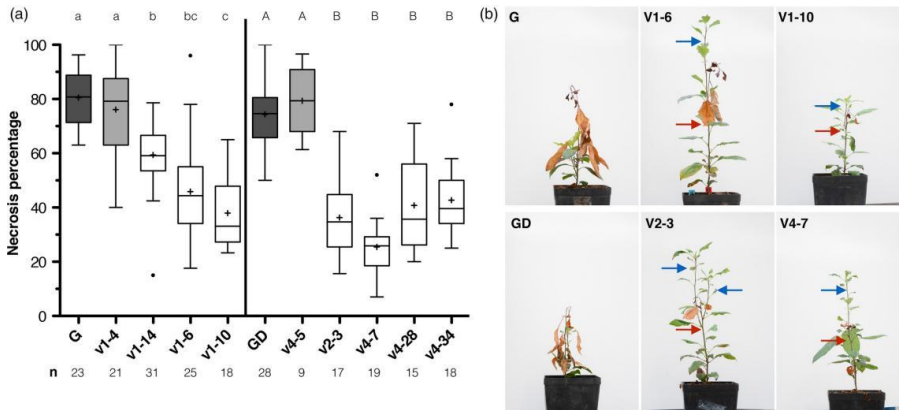 (a)
a a b bc c A A B B B B
Necrosis percentage
100
80
60
40
20
0
G v1-4 v1-14 v1-6 v1-10 GD v4-5 v2-3 v4-7 v4-28 v4-34
n 23 21 31 25 18 28 9 17 19 15 18
(b)
G V1-6 V1-10
GD V2-3 V4-7